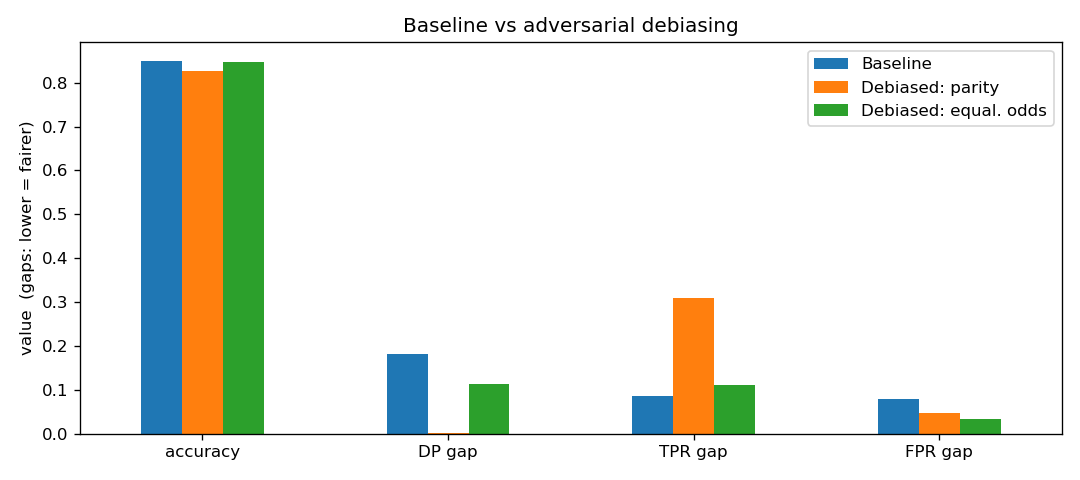 Baseline vs adversarial debiasing
value  (gaps: lower = fairer)
0.8
0.7
0.6
0.5
0.4
0.3
0.2
0.1
0.0
Baseline
Debiased: parity
Debiased: equal. odds
accuracy
DP gap
TPR gap
FPR gap